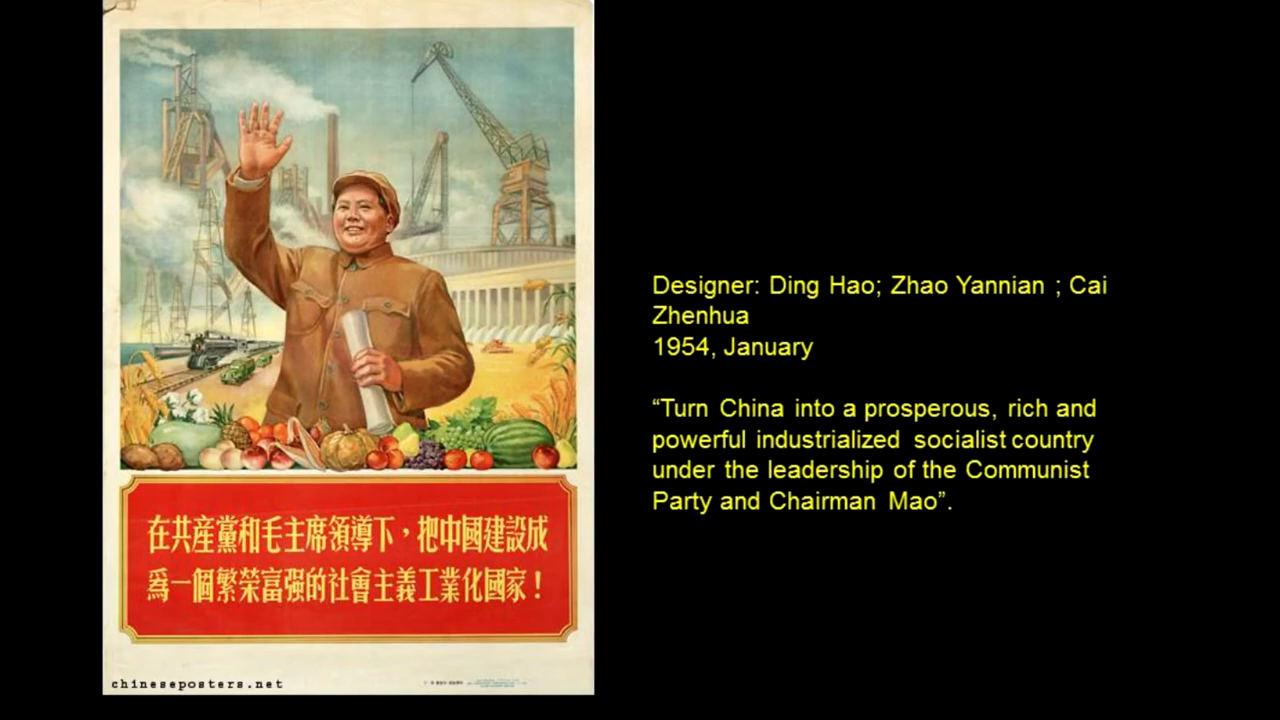 在共産黨和毛主席領導下，把中國建設成
爲一個繁榮富强的社會主義工業化國家！
chineseposters.net
Designer: Ding Hao; Zhao Yannian ; Cai
Zhenhua
1954, January
“Turn China into a prosperous, rich and
powerful industrialized socialist country
under the leadership of the Communist
Party and Chairman Mao”.